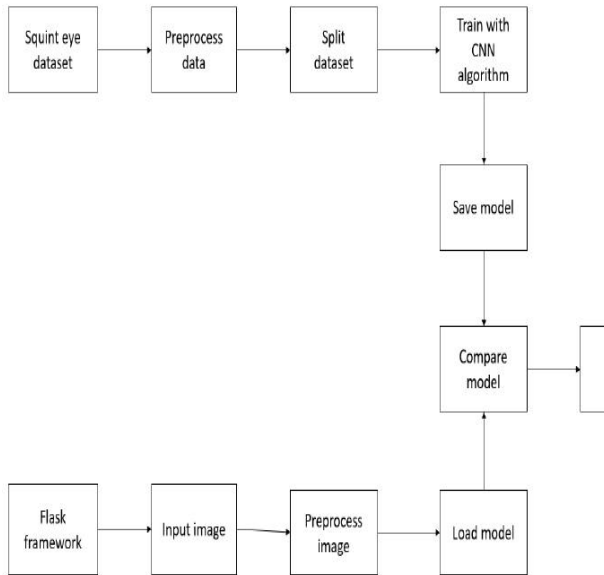 Squint eye
dataset
Preprocess
data
Split
dataset
Train with
CNN
algorithm
Save model
Compare
model
Flask
framework
Input image
Preprocess
image
Load model